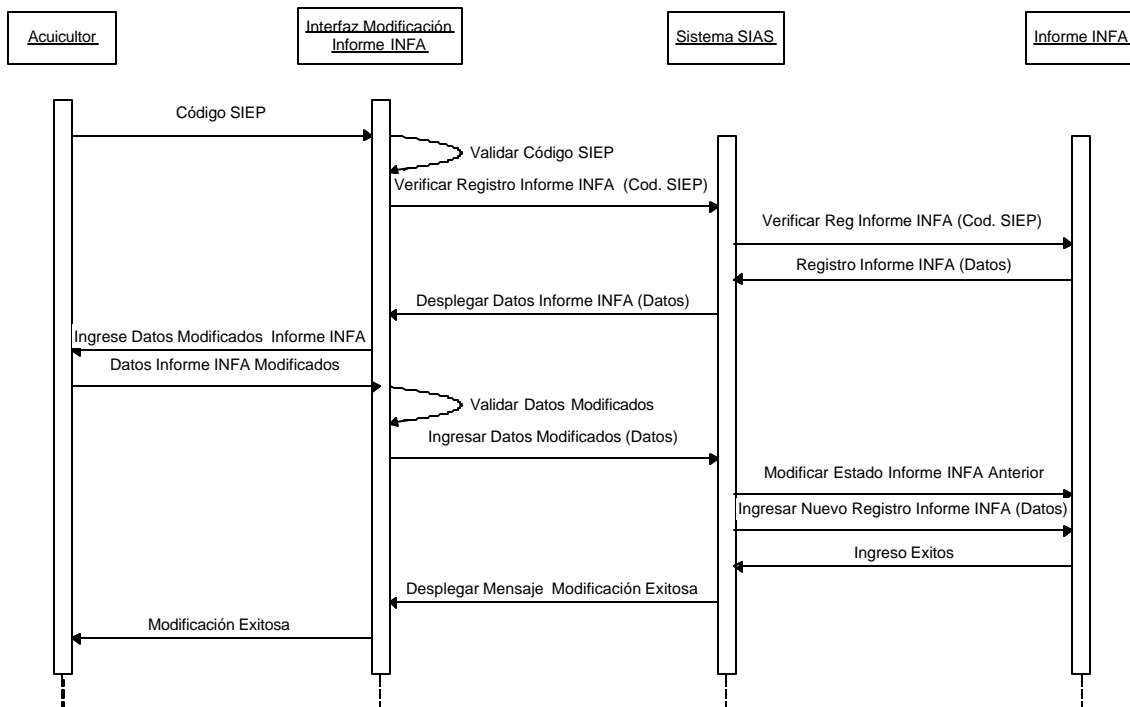 Acuicultor
Interfaz Modificación
Informe INFA
Sistema SIAS
Informe INFA
Código SIEP
Validar Código SIEP
Verificar Registro Informe INFA (Cod. SIEP)
Verificar Reg Informe INFA (Cod. SIEP)
Registro Informe INFA (Datos)
Desplegar Datos Informe INFA (Datos)
Ingrese Datos Modificados Informe INFA
Datos Informe INFA Modificados
Validar Datos Modificados
Ingresar Datos Modificados (Datos)
Modificar Estado Informe INFA Anterior
Ingresar Nuevo Registro Informe INFA (Datos)
Ingreso Exitos
Desplegar Mensaje Modificación Exitosa
Modificación Exitosa